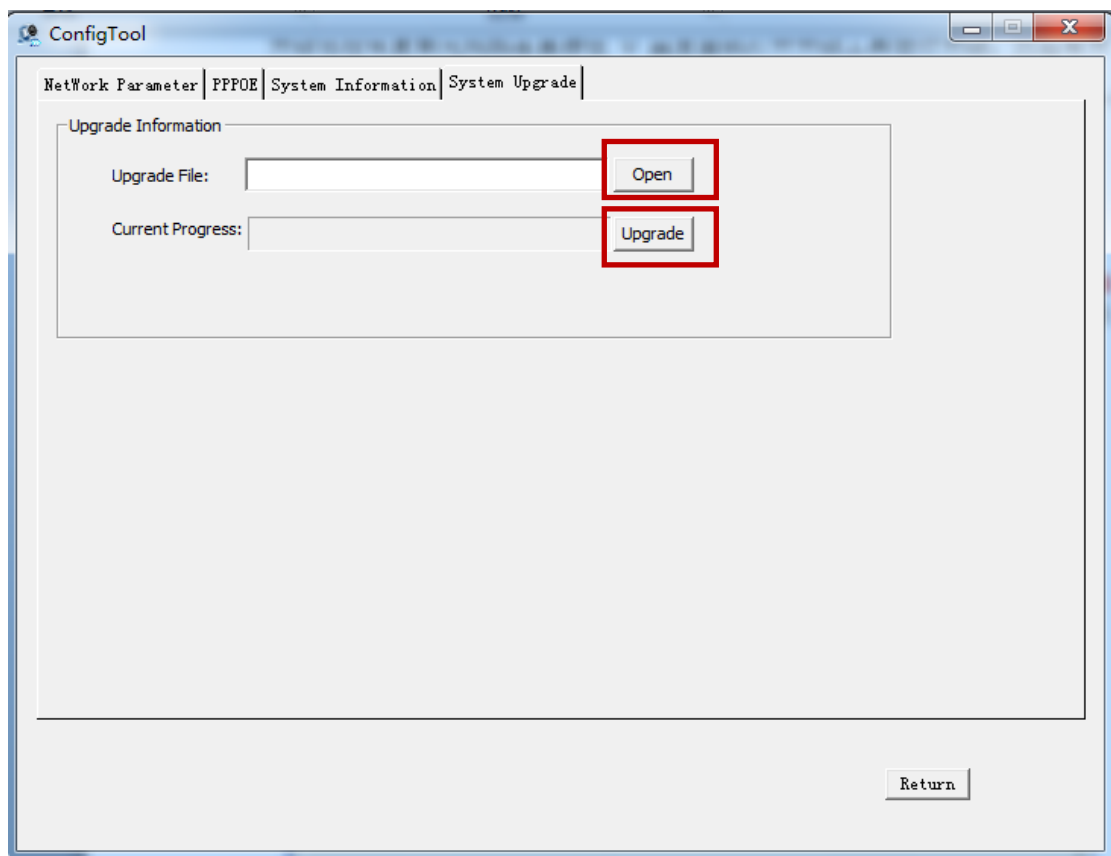 ConfigTool
NetWork Parameter PPPOE System Information System Upgrade
Upgrade Information
Upgrade File: Open
Current Progress: Upgrade
Return